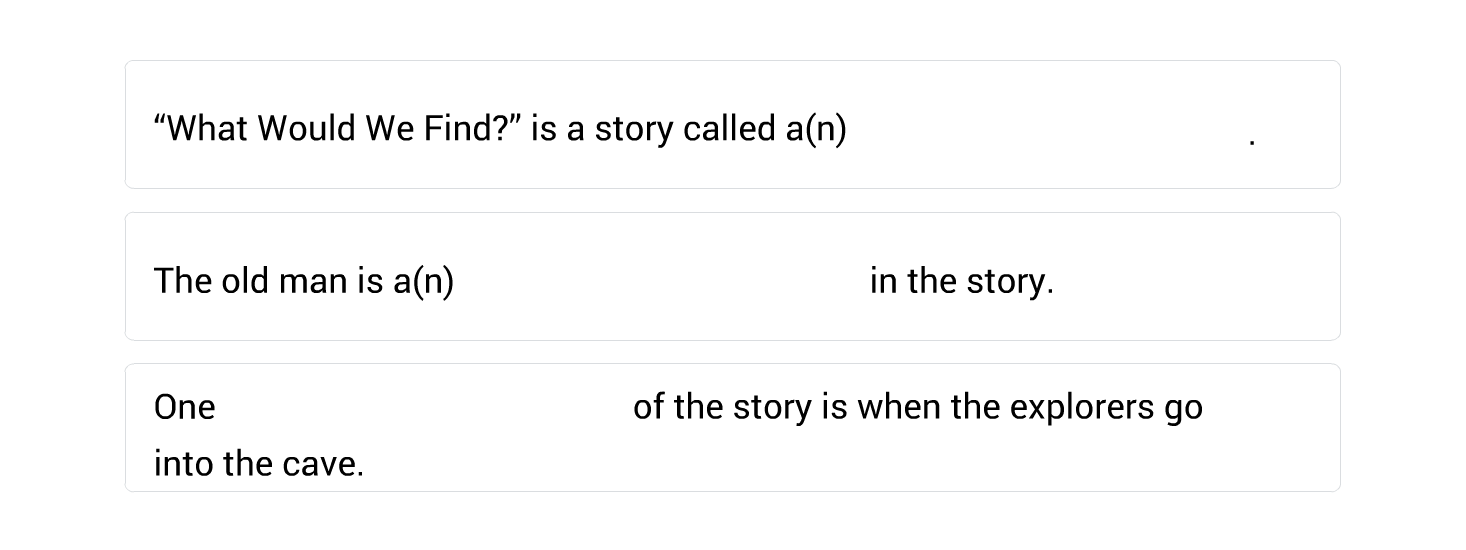 “What Would We Find?” is a story called a(n) .
The old man is a(n) in the story.
One of the story is when the explorers go
into the cave.